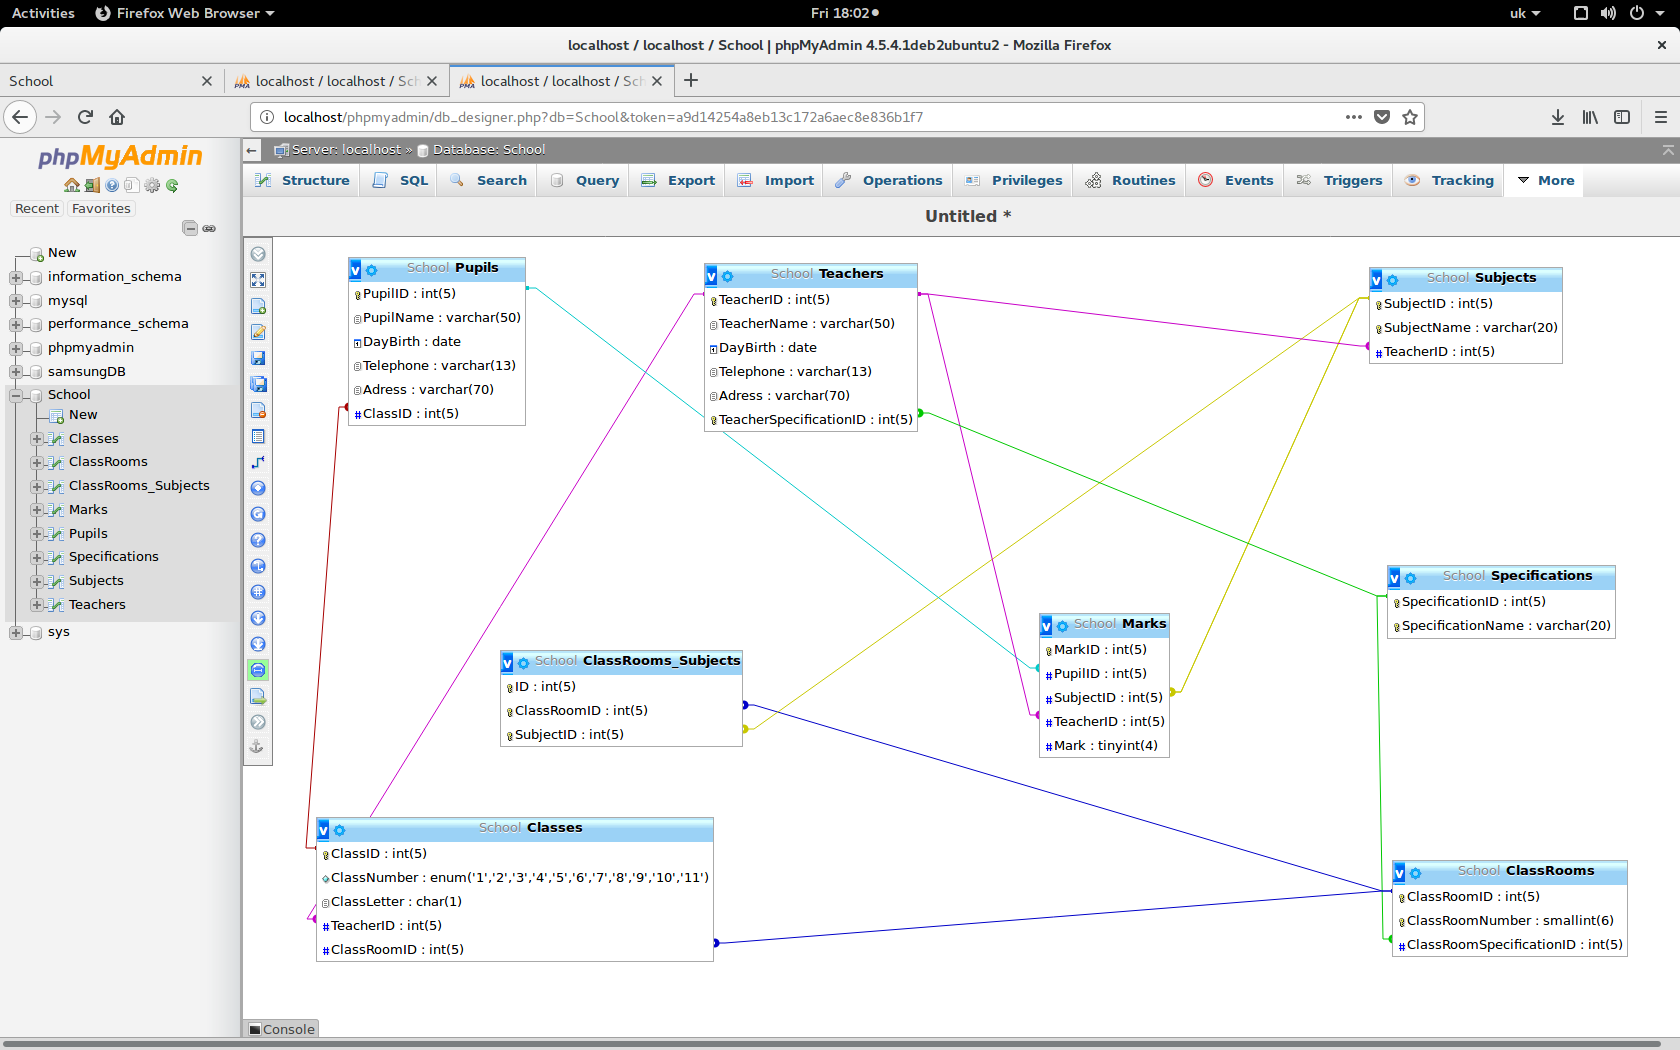 Activities Firefox Web Browser Fri 18:02 uk
localhost / localhost / School | phpMyAdmin 4.5.4.1deb2ubuntu2 - Mozilla Firefox
School localhost / localhost / Sch localhost / localhost / Sch
localhost/phpmyadmin/db_designer.php?db=School&token=a9d14254a8eb13c172a6aec8e836b1f7
phpMyAdmin
Recent Favorites
New
information_schema
mysql
performance_schema
phpmyadmin
samsungDB
School
New
Classes
ClassRooms
ClassRooms_Subjects
Marks
Pupils
Specifications
Subjects
Teachers
sys
Server: localhost » Database: School
Structure SQL Search Query Export Import Operations Privileges Routines Events Triggers Tracking More
Untitled *
v School Pupils
PupilID : int(5)
PupilName : varchar(50)
DayBirth : date
Telephone : varchar(13)
Adress : varchar(70)
# ClassID : int(5)
v School Teachers
TeacherID : int(5)
TeacherName : varchar(50)
DayBirth : date
Telephone : varchar(13)
Adress : varchar(70)
TeacherSpecificationID : int(5)
v School Subjects
SubjectID : int(5)
SubjectName : varchar(20)
# TeacherID : int(5)
v School Specifications
SpecificationID : int(5)
SpecificationName : varchar(20)
v School Marks
MarkID : int(5)
# PupilID : int(5)
# SubjectID : int(5)
# TeacherID : int(5)
# Mark : tinyint(4)
v School ClassRooms_Subjects
ID : int(5)
ClassRoomID : int(5)
SubjectID : int(5)
v School Classes
ClassID : int(5)
ClassNumber : enum('1','2','3','4','5','6','7','8','9','10','11')
ClassLetter : char(1)
# TeacherID : int(5)
# ClassRoomID : int(5)
v School ClassRooms
ClassRoomID : int(5)
ClassRoomNumber : smallint(6)
# ClassRoomSpecificationID : int(5)
Console